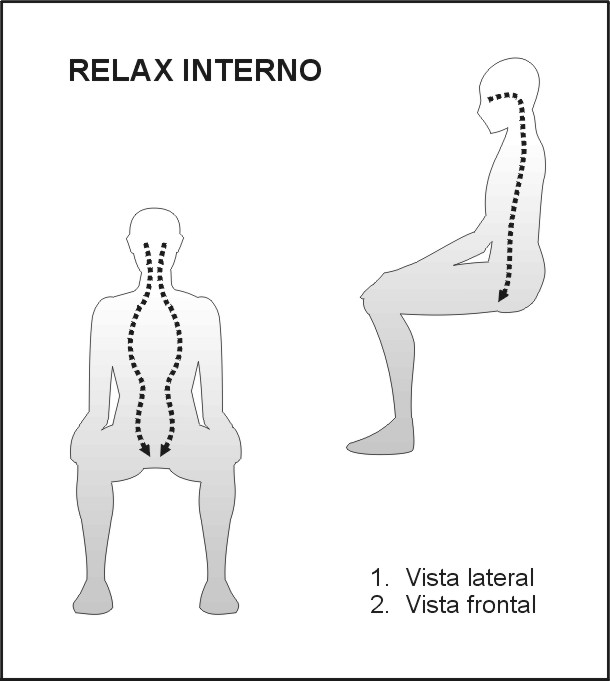 RELAX INTERNO
1. Vista lateral
2. Vista frontal